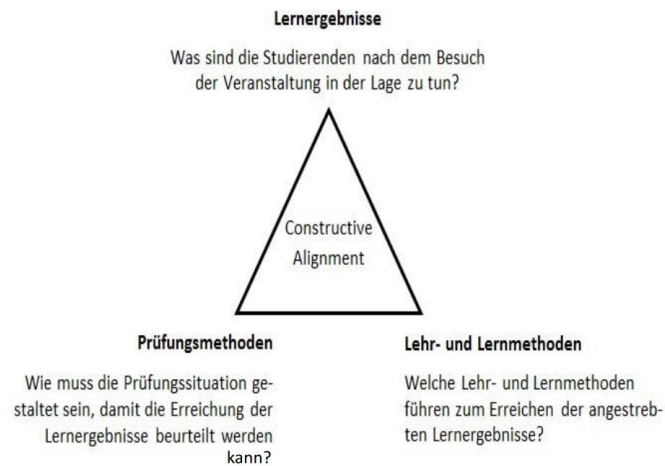 Lernergebnisse
Was sind die Studierenden nach dem Besuch
der Veranstaltung in der Lage zu tun?
Constructive
Alignment
Prüfungsmethoden
Wie muss die Prüfungssituation ge-
staltet sein, damit die Erreichung der
Lernergebnisse beurteilt werden
kann?
Lehr- und Lernmethoden
Welche Lehr- und Lernmethoden
führen zum Erreichen der angestreb-
ten Lernergebnisse?